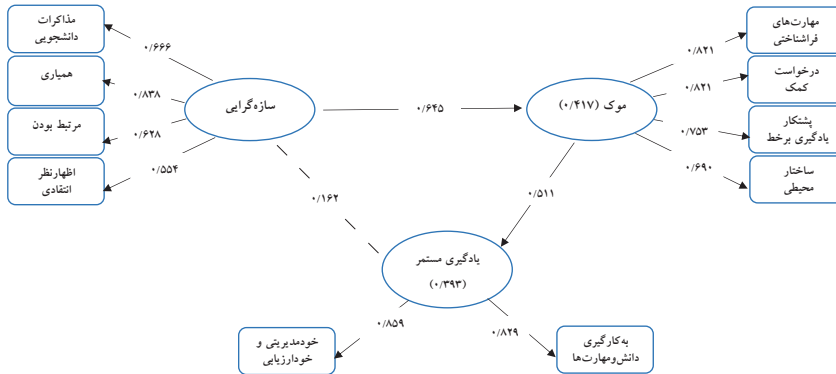 مذاکرات
دانشجویی
همیاری
مرتبط بودن
اظهارنظر
انتقادی
۰/۶۶۶
۰/۸۳۸
۰/۶۲۸
۰/۵۵۴
سازه‌گرایی
۰/۶۴۵
موک (۰/۴۱۷)
۰/۸۲۱
۰/۸۲۱
۰/۷۵۳
۰/۶۹۰
مهارت‌های
فراشناختی
درخواست
کمک
پشتکار
یادگیری برخط
ساختار
محیطی
۰/۱۶۲
۰/۵۱۱
یادگیری مستمر
(۰/۳۹۳)
۰/۸۵۹
۰/۸۲۹
خودمدیریتی و
خودارزیابی
به‌کارگیری
دانش‌ومهارت‌ها